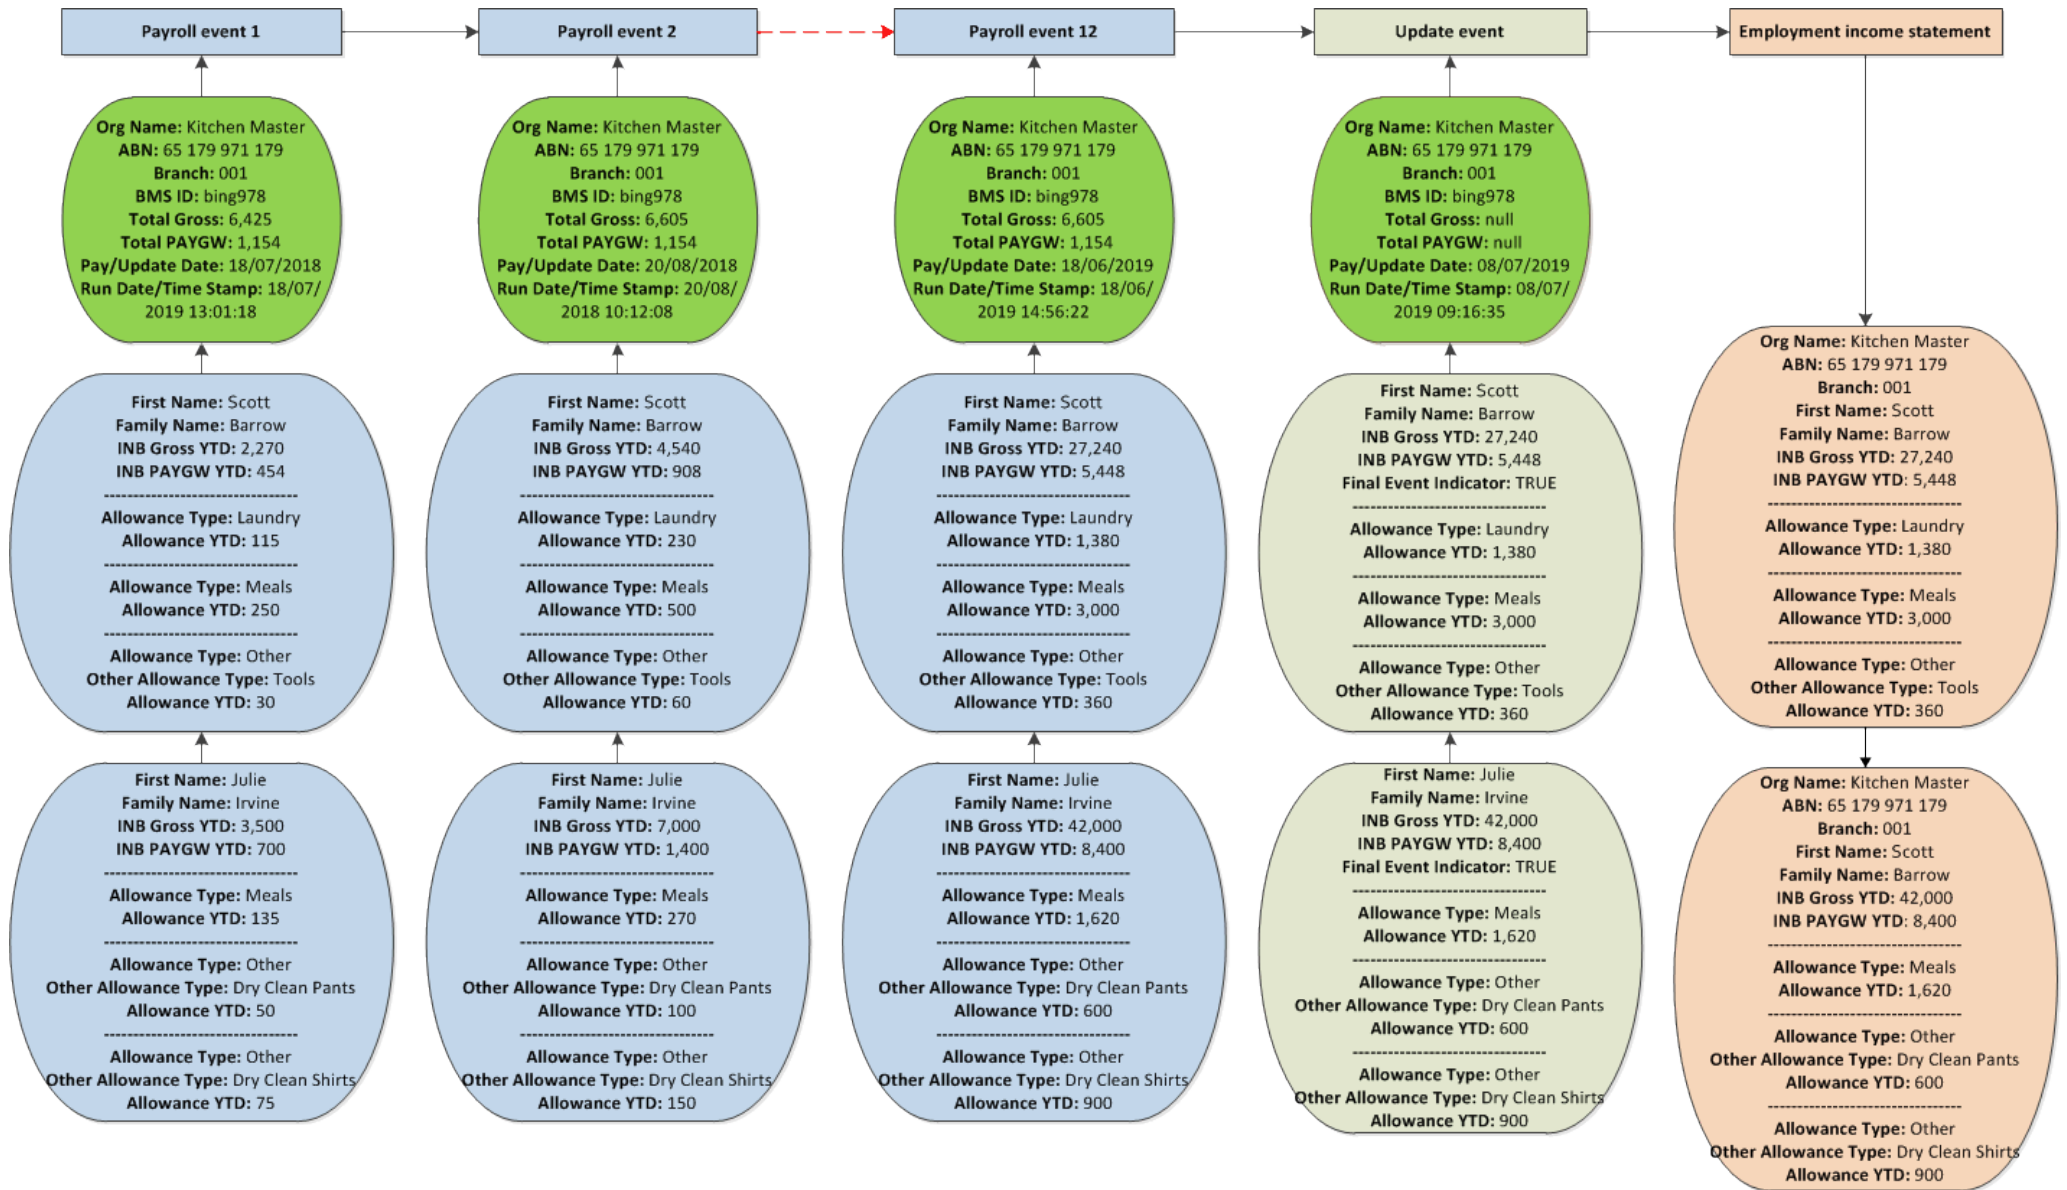 Payroll event 1
Payroll event 2
Payroll event 12
Update event
Employment income statement
Org Name: Kitchen Master
ABN: 65 179 971 179
Branch: 001
BMS ID: bing978
Total Gross: 6,425
Total PAYGW: 1,154
Pay/Update Date: 18/07/2018
Run Date/Time Stamp: 18/07/
2019 13:01:18
First Name: Scott
Family Name: Barrow
INB Gross YTD: 2,270
INB PAYGW YTD: 454
----------------------------------
Allowance Type: Laundry
Allowance YTD: 115
----------------------------------
Allowance Type: Meals
Allowance YTD: 250
----------------------------------
Allowance Type: Other
Other Allowance Type: Tools
Allowance YTD: 30
First Name: Julie
Family Name: Irvine
INB Gross YTD: 3,500
INB PAYGW YTD: 700
----------------------------------
Allowance Type: Meals
Allowance YTD: 135
----------------------------------
Allowance Type: Other
Other Allowance Type: Dry Clean Pants
Allowance YTD: 50
----------------------------------
Allowance Type: Other
Other Allowance Type: Dry Clean Shirts
Allowance YTD: 75
Org Name: Kitchen Master
ABN: 65 179 971 179
Branch: 001
BMS ID: bing978
Total Gross: 6,605
Total PAYGW: 1,154
Pay/Update Date: 20/08/2018
Run Date/Time Stamp: 20/08/
2018 10:12:08
First Name: Scott
Family Name: Barrow
INB Gross YTD: 4,540
INB PAYGW YTD: 908
----------------------------------
Allowance Type: Laundry
Allowance YTD: 230
----------------------------------
Allowance Type: Meals
Allowance YTD: 500
----------------------------------
Allowance Type: Other
Other Allowance Type: Tools
Allowance YTD: 60
First Name: Julie
Family Name: Irvine
INB Gross YTD: 7,000
INB PAYGW YTD: 1,400
----------------------------------
Allowance Type: Meals
Allowance YTD: 270
----------------------------------
Allowance Type: Other
Other Allowance Type: Dry Clean Pants
Allowance YTD: 100
----------------------------------
Allowance Type: Other
Other Allowance Type: Dry Clean Shirts
Allowance YTD: 150
Org Name: Kitchen Master
ABN: 65 179 971 179
Branch: 001
BMS ID: bing978
Total Gross: 6,605
Total PAYGW: 1,154
Pay/Update Date: 18/06/2019
Run Date/Time Stamp: 18/06/
2019 14:56:22
First Name: Scott
Family Name: Barrow
INB Gross YTD: 27,240
INB PAYGW YTD: 5,448
----------------------------------
Allowance Type: Laundry
Allowance YTD: 1,380
----------------------------------
Allowance Type: Meals
Allowance YTD: 3,000
----------------------------------
Allowance Type: Other
Other Allowance Type: Tools
Allowance YTD: 360
First Name: Julie
Family Name: Irvine
INB Gross YTD: 42,000
INB PAYGW YTD: 8,400
----------------------------------
Allowance Type: Meals
Allowance YTD: 1,620
----------------------------------
Allowance Type: Other
Other Allowance Type: Dry Clean Pants
Allowance YTD: 600
----------------------------------
Allowance Type: Other
Other Allowance Type: Dry Clean Shirts
Allowance YTD: 900
Org Name: Kitchen Master
ABN: 65 179 971 179
Branch: 001
BMS ID: bing978
Total Gross: null
Total PAYGW: null
Pay/Update Date: 08/07/2019
Run Date/Time Stamp: 08/07/
2019 09:16:35
First Name: Scott
Family Name: Barrow
INB Gross YTD: 27,240
INB PAYGW YTD: 5,448
Final Event Indicator: TRUE
----------------------------------
Allowance Type: Laundry
Allowance YTD: 1,380
----------------------------------
Allowance Type: Meals
Allowance YTD: 3,000
----------------------------------
Allowance Type: Other
Other Allowance Type: Tools
Allowance YTD: 360
First Name: Julie
Family Name: Irvine
INB Gross YTD: 42,000
INB PAYGW YTD: 8,400
Final Event Indicator: TRUE
----------------------------------
Allowance Type: Meals
Allowance YTD: 1,620
----------------------------------
Allowance Type: Other
Other Allowance Type: Dry Clean Pants
Allowance YTD: 600
----------------------------------
Allowance Type: Other
Other Allowance Type: Dry Clean Shirts
Allowance YTD: 900
Org Name: Kitchen Master
ABN: 65 179 971 179
Branch: 001
First Name: Scott
Family Name: Barrow
INB Gross YTD: 27,240
INB PAYGW YTD: 5,448
----------------------------------
Allowance Type: Laundry
Allowance YTD: 1,380
----------------------------------
Allowance Type: Meals
Allowance YTD: 3,000
----------------------------------
Allowance Type: Other
Other Allowance Type: Tools
Allowance YTD: 360
Org Name: Kitchen Master
ABN: 65 179 971 179
Branch: 001
First Name: Scott
Family Name: Barrow
INB Gross YTD: 42,000
INB PAYGW YTD: 8,400
----------------------------------
Allowance Type: Meals
Allowance YTD: 1,620
----------------------------------
Allowance Type: Other
Other Allowance Type: Dry Clean Pants
Allowance YTD: 600
----------------------------------
Allowance Type: Other
Other Allowance Type: Dry Clean Shirts
Allowance YTD: 900